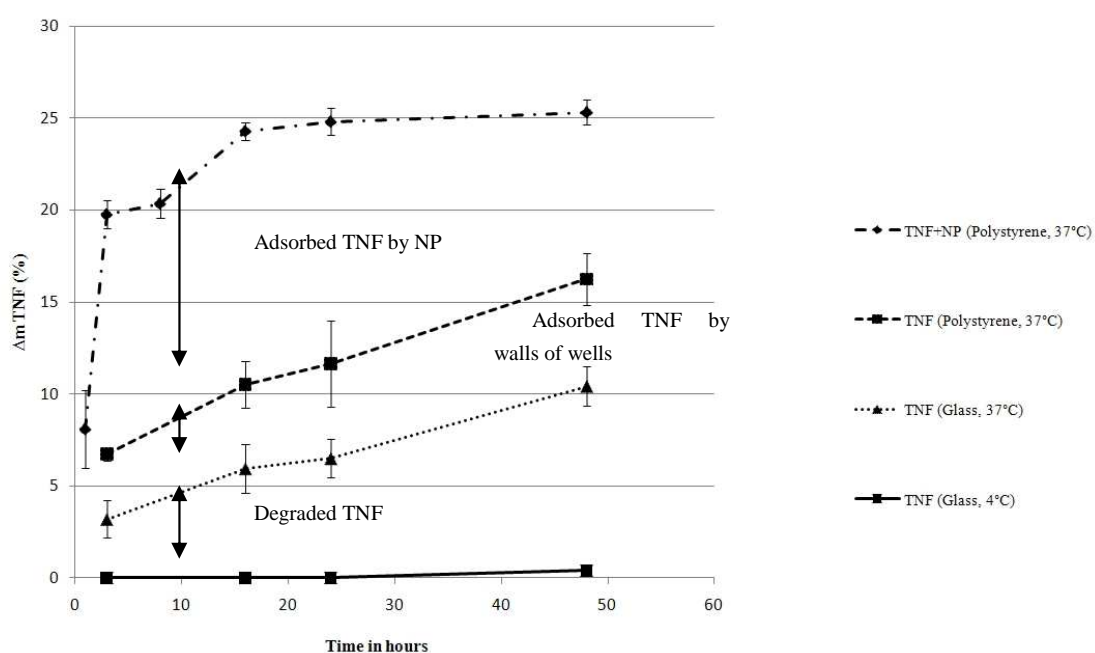 30
25
20
15
10
5
0
ΔmTNF (%)
0 10 20 30 40 50 60
Time in hours
Adsorbed TNF by NP
Adsorbed TNF by
walls of wells
Degraded TNF
TNF+NP (Polystyrene, 37°C)
TNF (Polystyrene, 37°C)
TNF (Glass, 37°C)
TNF (Glass, 4°C)